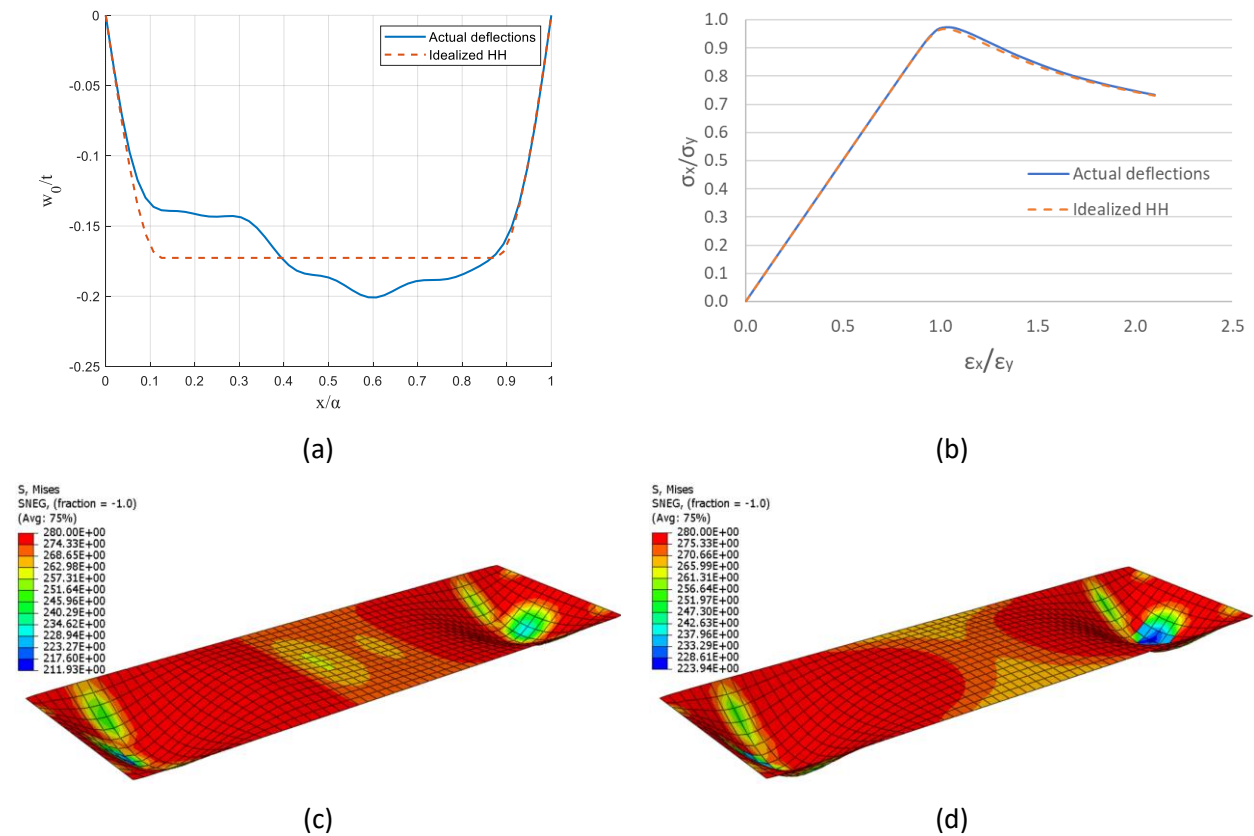 0
-0.05
-0.1
-0.15
-0.2
-0.25
w0/t
0 0.1 0.2 0.3 0.4 0.5 0.6 0.7 0.8 0.9 1
x/α
Actual deflections
Idealized HH
(a)
1.0
0.9
0.8
0.7
0.6
0.5
0.4
0.3
0.2
0.1
0.0
σx/σy
0.0 0.5 1.0 1.5 2.0 2.5
εx/εy
Actual deflections
Idealized HH
(b)
S, Mises
SNEG, (fraction = -1.0)
(Avg: 75%)
280.00E+00
274.33E+00
268.65E+00
262.98E+00
257.31E+00
251.64E+00
245.96E+00
240.29E+00
234.62E+00
228.94E+00
223.27E+00
217.60E+00
211.93E+00
(c)
S, Mises
SNEG, (fraction = -1.0)
(Avg: 75%)
280.00E+00
275.33E+00
270.66E+00
265.99E+00
261.31E+00
256.64E+00
251.97E+00
247.30E+00
242.63E+00
237.96E+00
233.29E+00
228.61E+00
223.94E+00
(d)